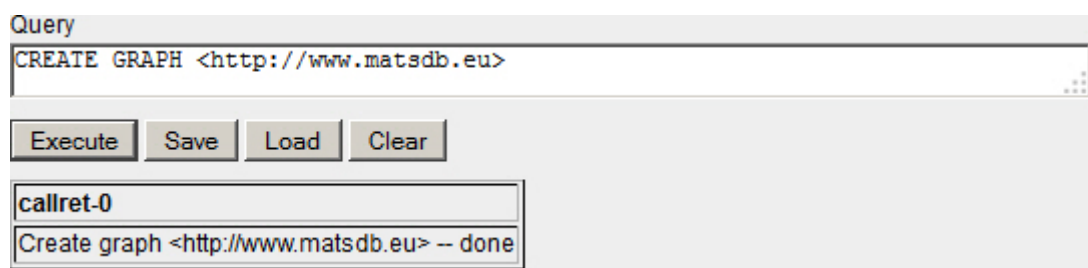 Query
CREATE GRAPH <http://www.matsdb.eu>
Execute Save Load Clear
callret-0
Create graph <http://www.matsdb.eu> -- done